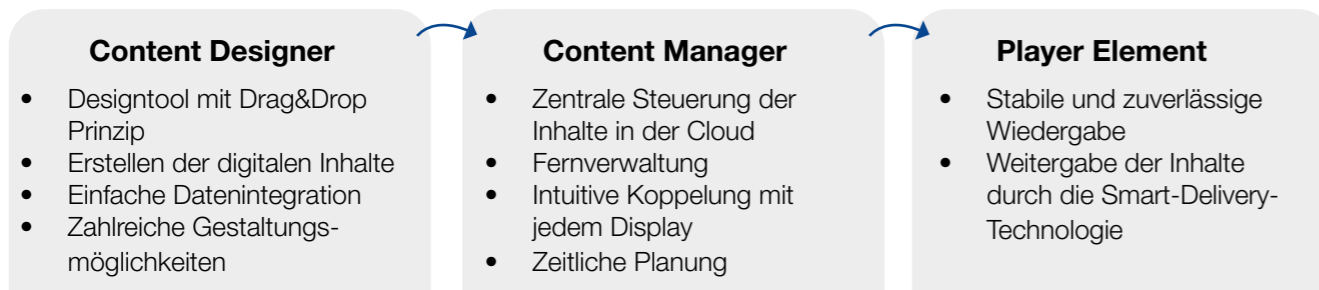 Content Designer
• Designtool mit Drag&Drop
Prinzip
• Erstellen der digitalen Inhalte
• Einfache Datenintegration
• Zahlreiche Gestaltungs-
möglichkeiten
Content Manager
• Zentrale Steuerung der
Inhalte in der Cloud
• Fernverwaltung
• Intuitive Koppelung mit
jedem Display
• Zeitliche Planung
Player Element
• Stabile und zuverlässige
Wiedergabe
• Weitergabe der Inhalte
durch die Smart-Delivery-
Technologie